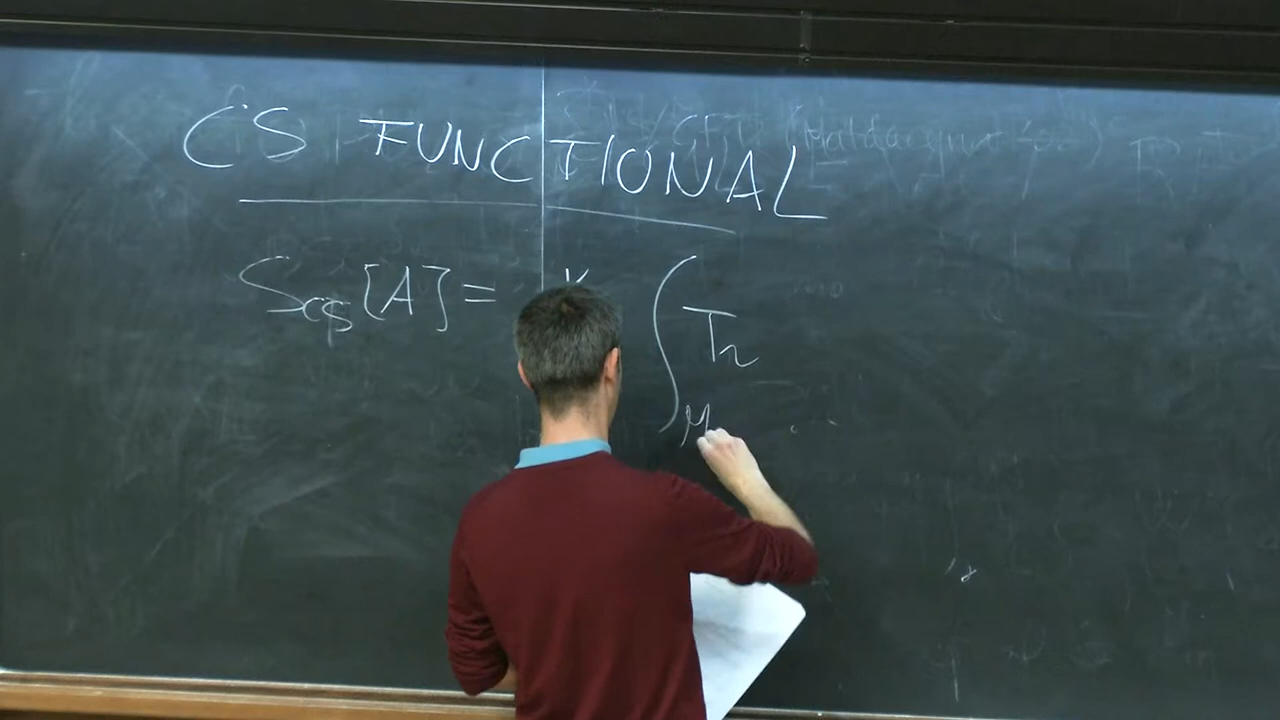 CS FUNCTIONAL
S_CS [A] = k ∫_M Tr